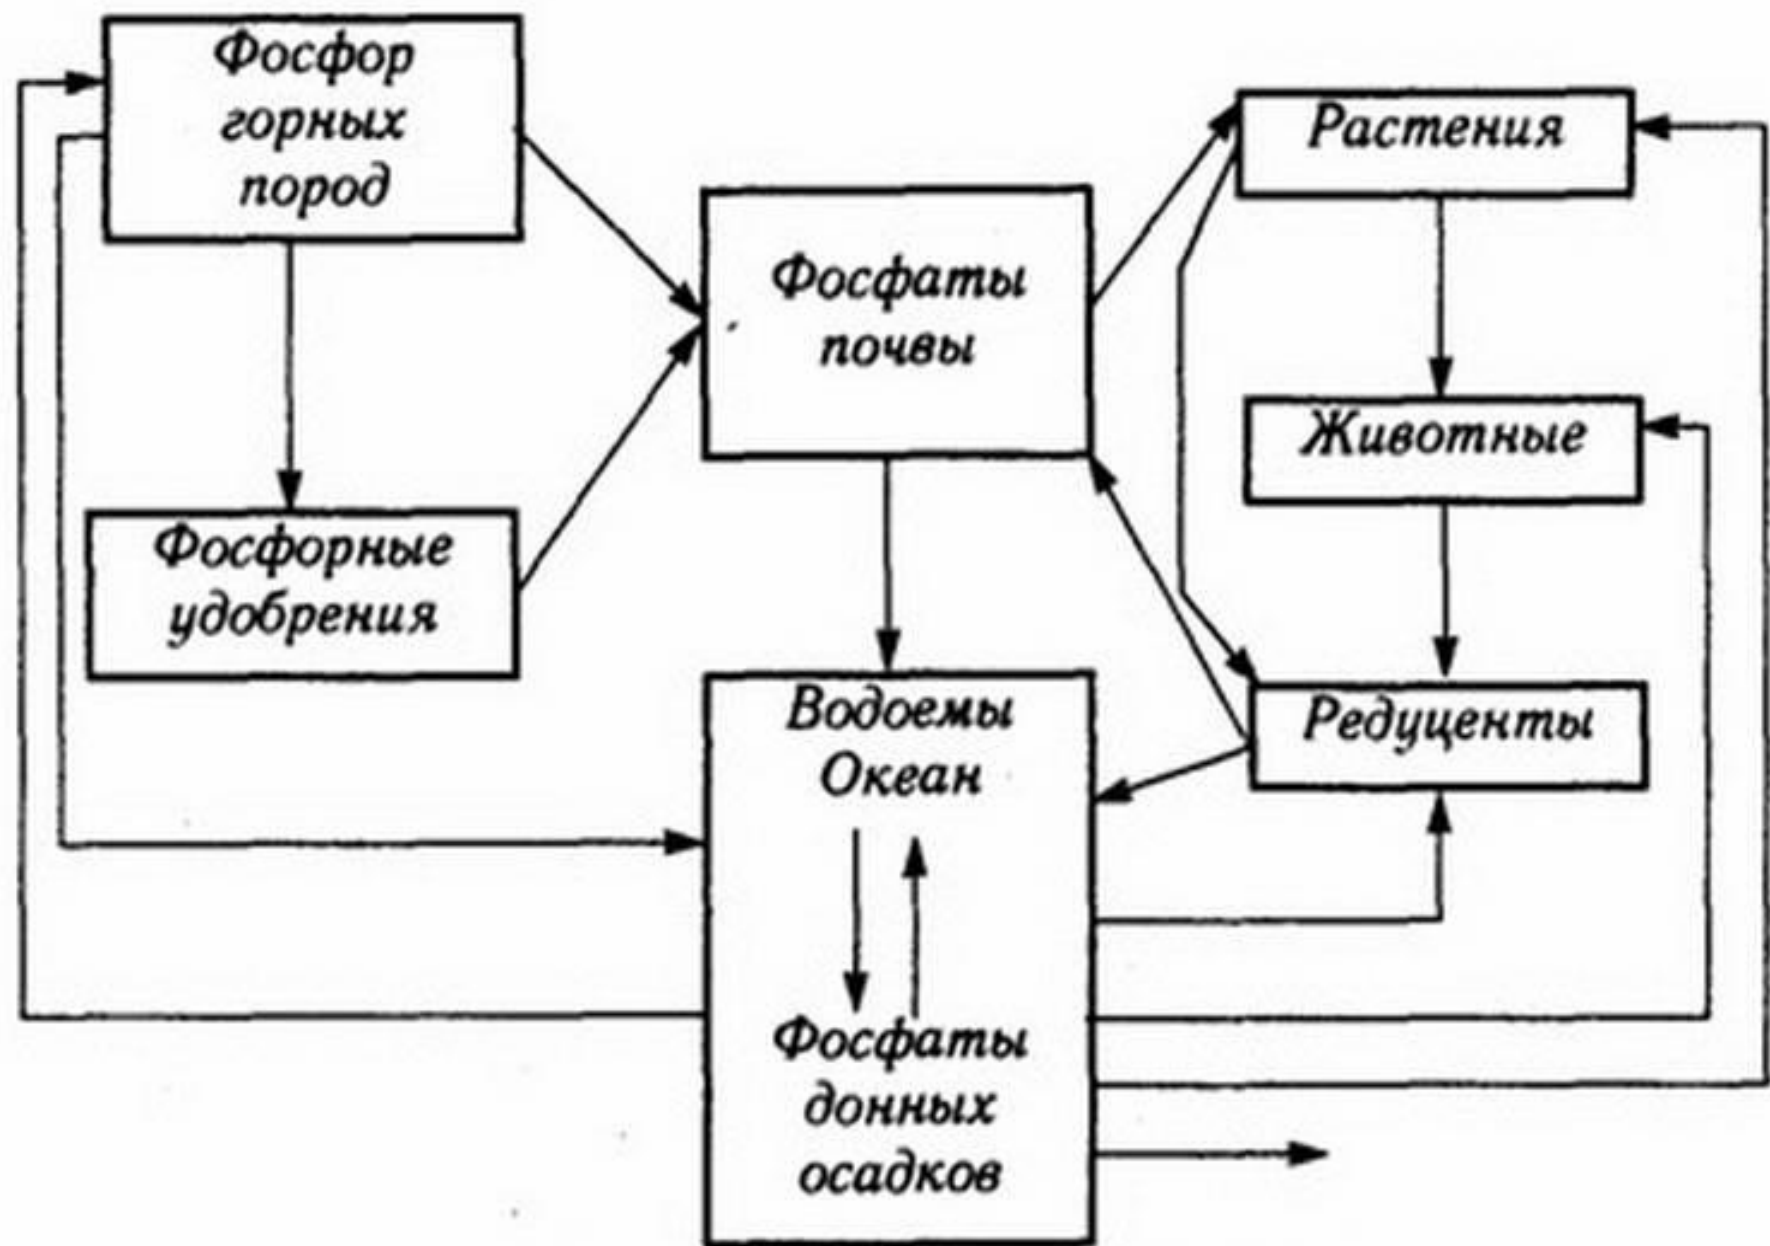 Фосфор
горных
пород
Растения
Фосфаты
почвы
Животные
Фосфорные
удобрения
Редуценты
Водоемы
Океан
Фосфаты
донных
осадков